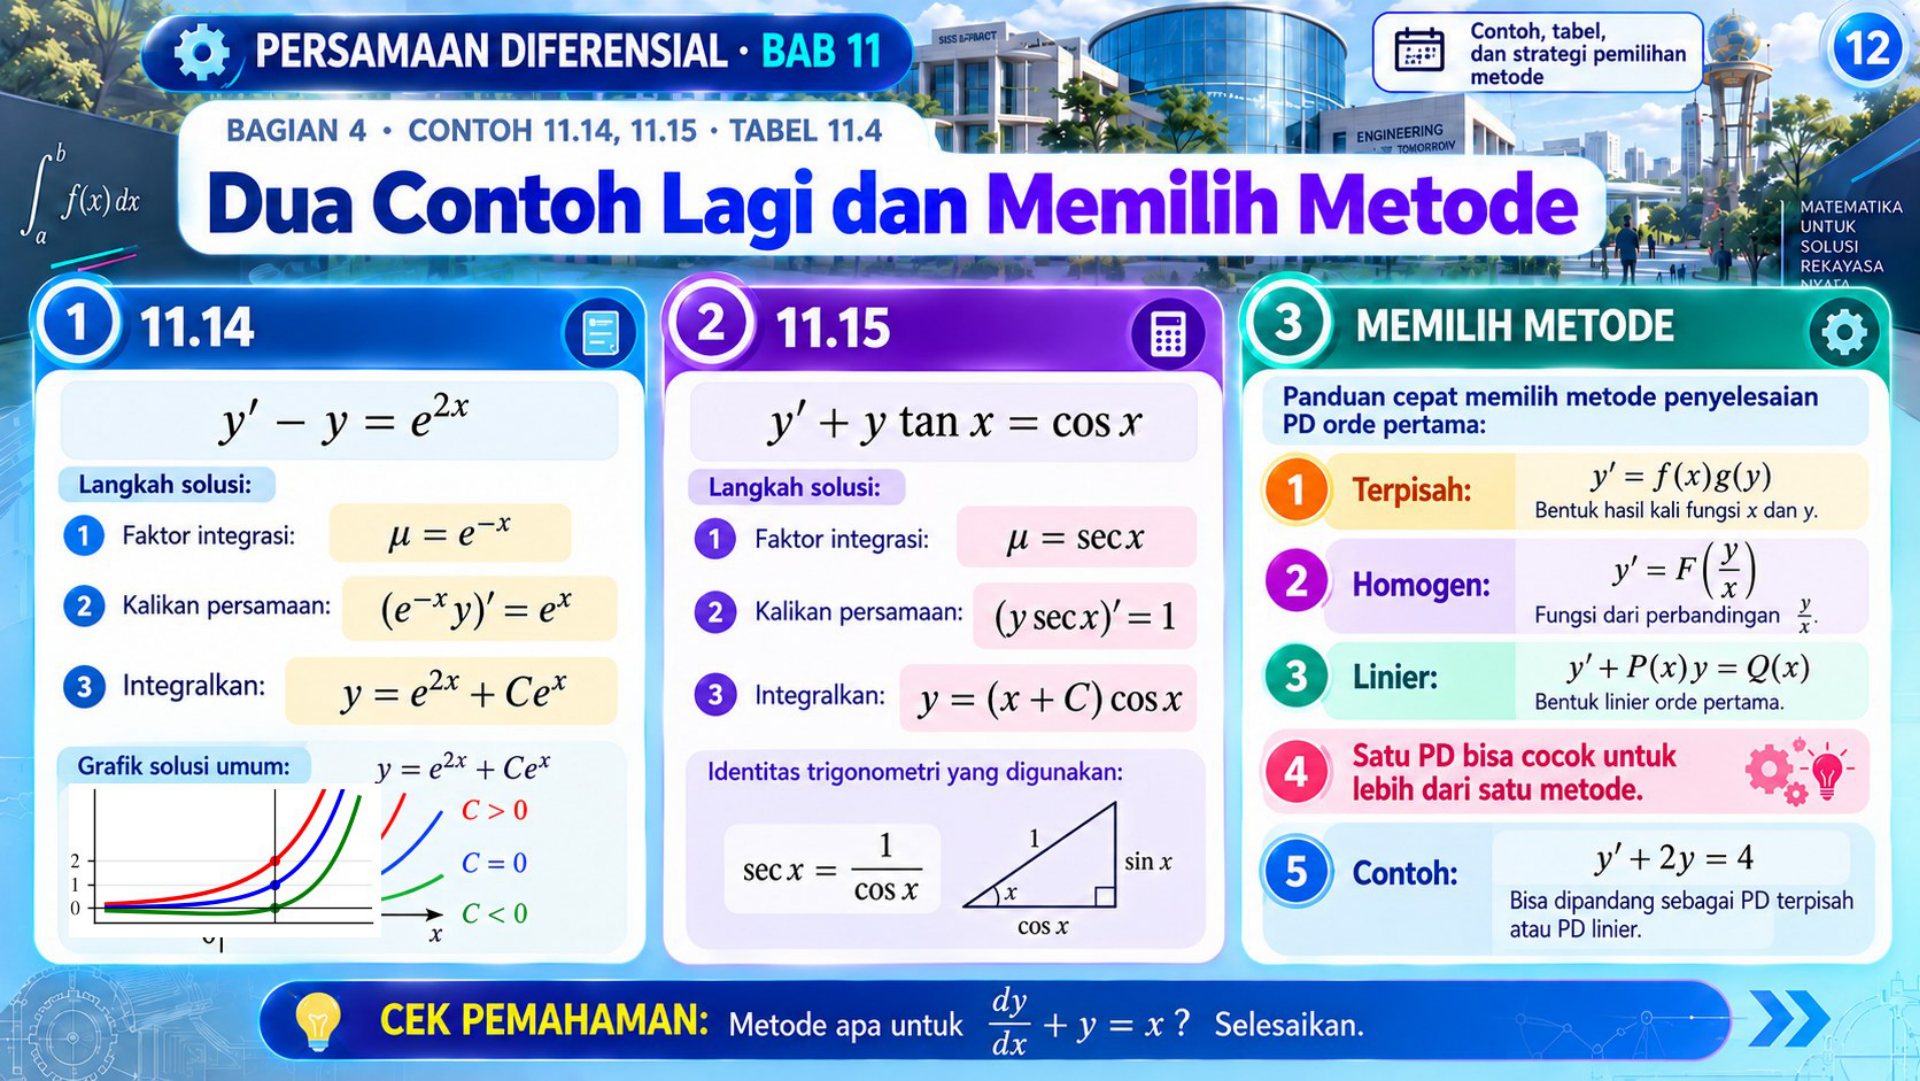 PERSAMAAN DIFERENSIAL · BAB 11
Contoh, tabel,
dan strategi pemilihan
metode
12
BAGIAN 4 • CONTOH 11.14, 11.15 · TABEL 11.4
Dua Contoh Lagi dan Memilih Metode
∫_a^b f(x) dx
ENGINEERING
TOMORROW
MATEMATIKA
UNTUK
SOLUSI
REKAYASA
NYATA
1 11.14
y′ − y = e^{2x}
Langkah solusi:
1 Faktor integrasi: μ = e^{−x}
2 Kalikan persamaan: (e^{−x} y)′ = e^x
3 Integralkan: y = e^{2x} + Ce^x
Grafik solusi umum: y = e^{2x} + Ce^x
C > 0
C = 0
C < 0
2
1
0
x
2 11.15
y′ + y tan x = cos x
Langkah solusi:
1 Faktor integrasi: μ = sec x
2 Kalikan persamaan: (y sec x)′ = 1
3 Integralkan: y = (x + C) cos x
Identitas trigonometri yang digunakan:
sec x = 1/cos x
1
sin x
x
cos x
3 MEMILIH METODE
Panduan cepat memilih metode penyelesaian
PD orde pertama:
1 Terpisah: y′ = f(x)g(y)
Bentuk hasil kali fungsi x dan y.
2 Homogen: y′ = F(y/x)
Fungsi dari perbandingan y/x.
3 Linier: y′ + P(x)y = Q(x)
Bentuk linier orde pertama.
4 Satu PD bisa cocok untuk
lebih dari satu metode.
5 Contoh: y′ + 2y = 4
Bisa dipandang sebagai PD terpisah
atau PD linier.
CEK PEMAHAMAN: Metode apa untuk dy/dx + y = x ? Selesaikan.